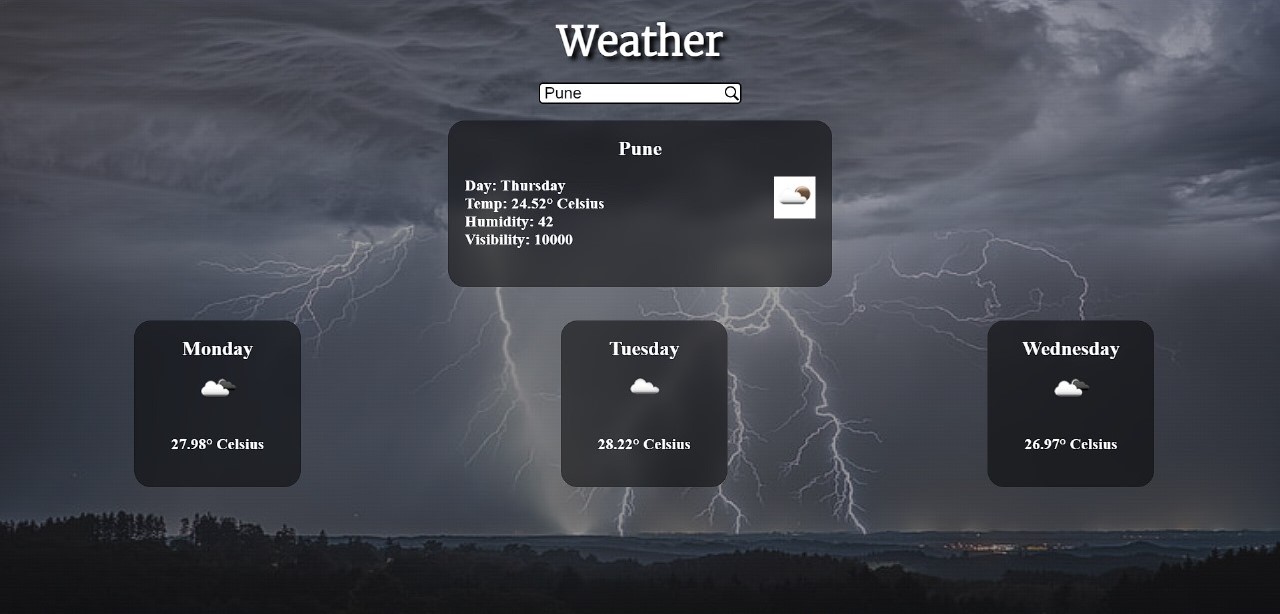 Weather
Pune
Pune
Day: Thursday
Temp: 24.52° Celsius
Humidity: 42
Visibility: 10000
Monday
27.98° Celsius
Tuesday
28.22° Celsius
Wednesday
26.97° Celsius